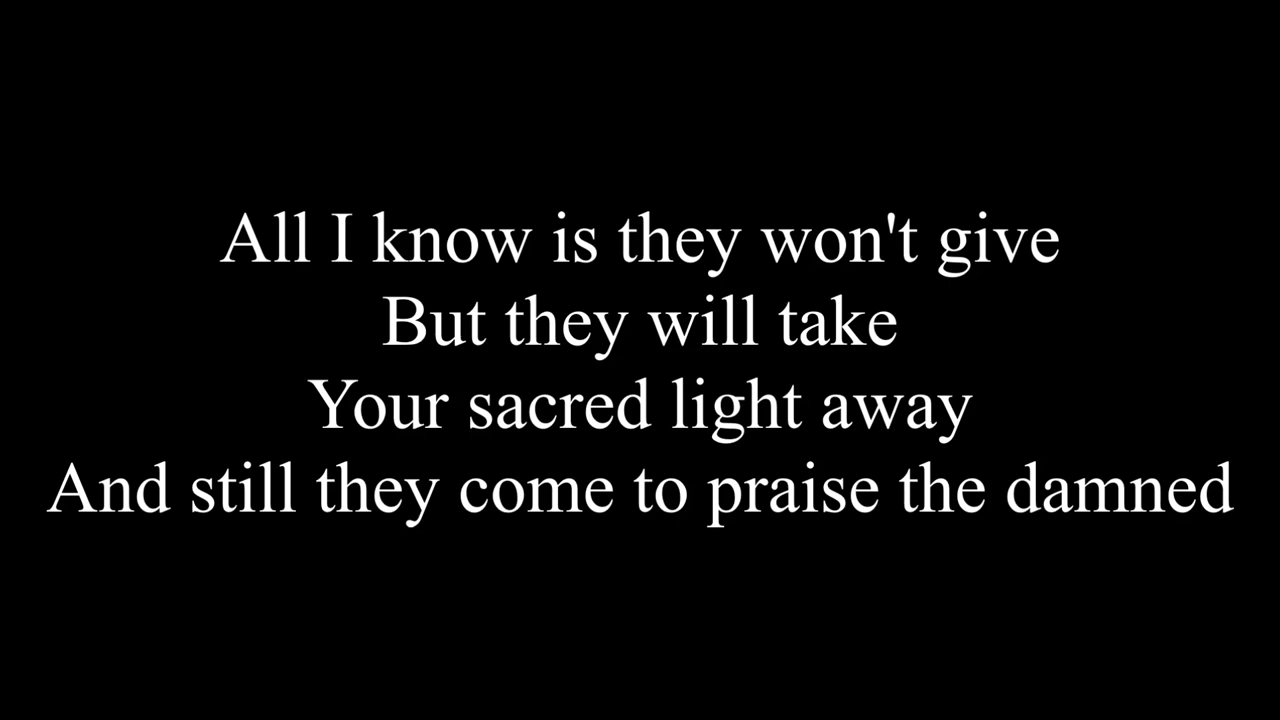 All I know is they won't give
But they will take
Your sacred light away
And still they come to praise the damned